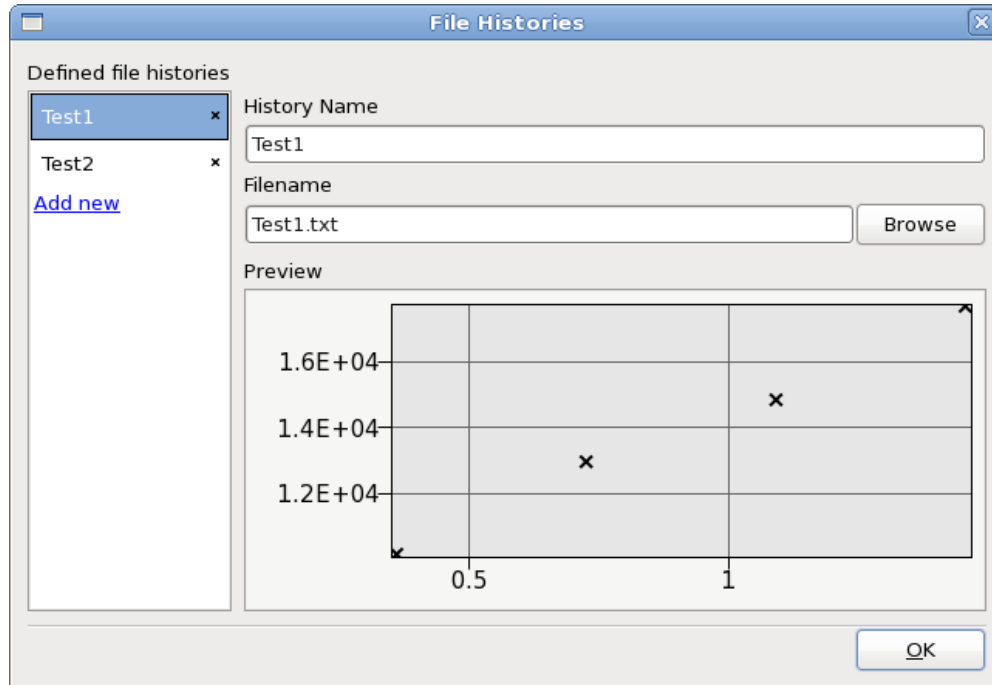 File Histories
Defined file histories
Test1
Test2
Add new
History Name
Test1
Filename
Test1.txt
Browse
Preview
1.6E+04
1.4E+04
1.2E+04
0.5 1
OK